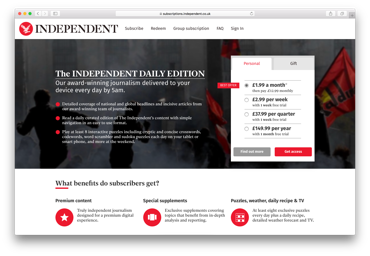 subscriptions.independent.co.uk
INDEPENDENT
Subscribe Redeem Group subscription FAQ Sign in
The INDEPENDENT DAILY EDITION
Our award-winning journalism delivered to your
device every day by 5am.
Detailed coverage of national and global headlines and incisive articles from
our award-winning team of journalists.
Read a daily curated edition of The Independent's content with simple
navigation in an easy to use format.
Plus at least 8 interactive puzzles including cryptic and concise crosswords,
codewords, word scrambler and sudoku puzzles each day on your tablet or
smart phone, and more at the weekend.
Personal Gift
BEST OFFER
£1.99 a month*
then pay £12.99 monthly
£2.99 per week
with 1 week free trial
£37.99 per quarter
with 1 week free trial
£149.99 per year
with 1 month free trial
Find out more Get access
What benefits do subscribers get?
Premium content
Truly independent journalism
designed for a premium digital
experience.
Special supplements
Exclusive supplements covering
topics that benefit from in-depth
analysis and reporting.
Puzzles, weather, daily recipe & TV
At least eight exclusive puzzles
every day plus a daily recipe,
detailed weather forecast and TV.